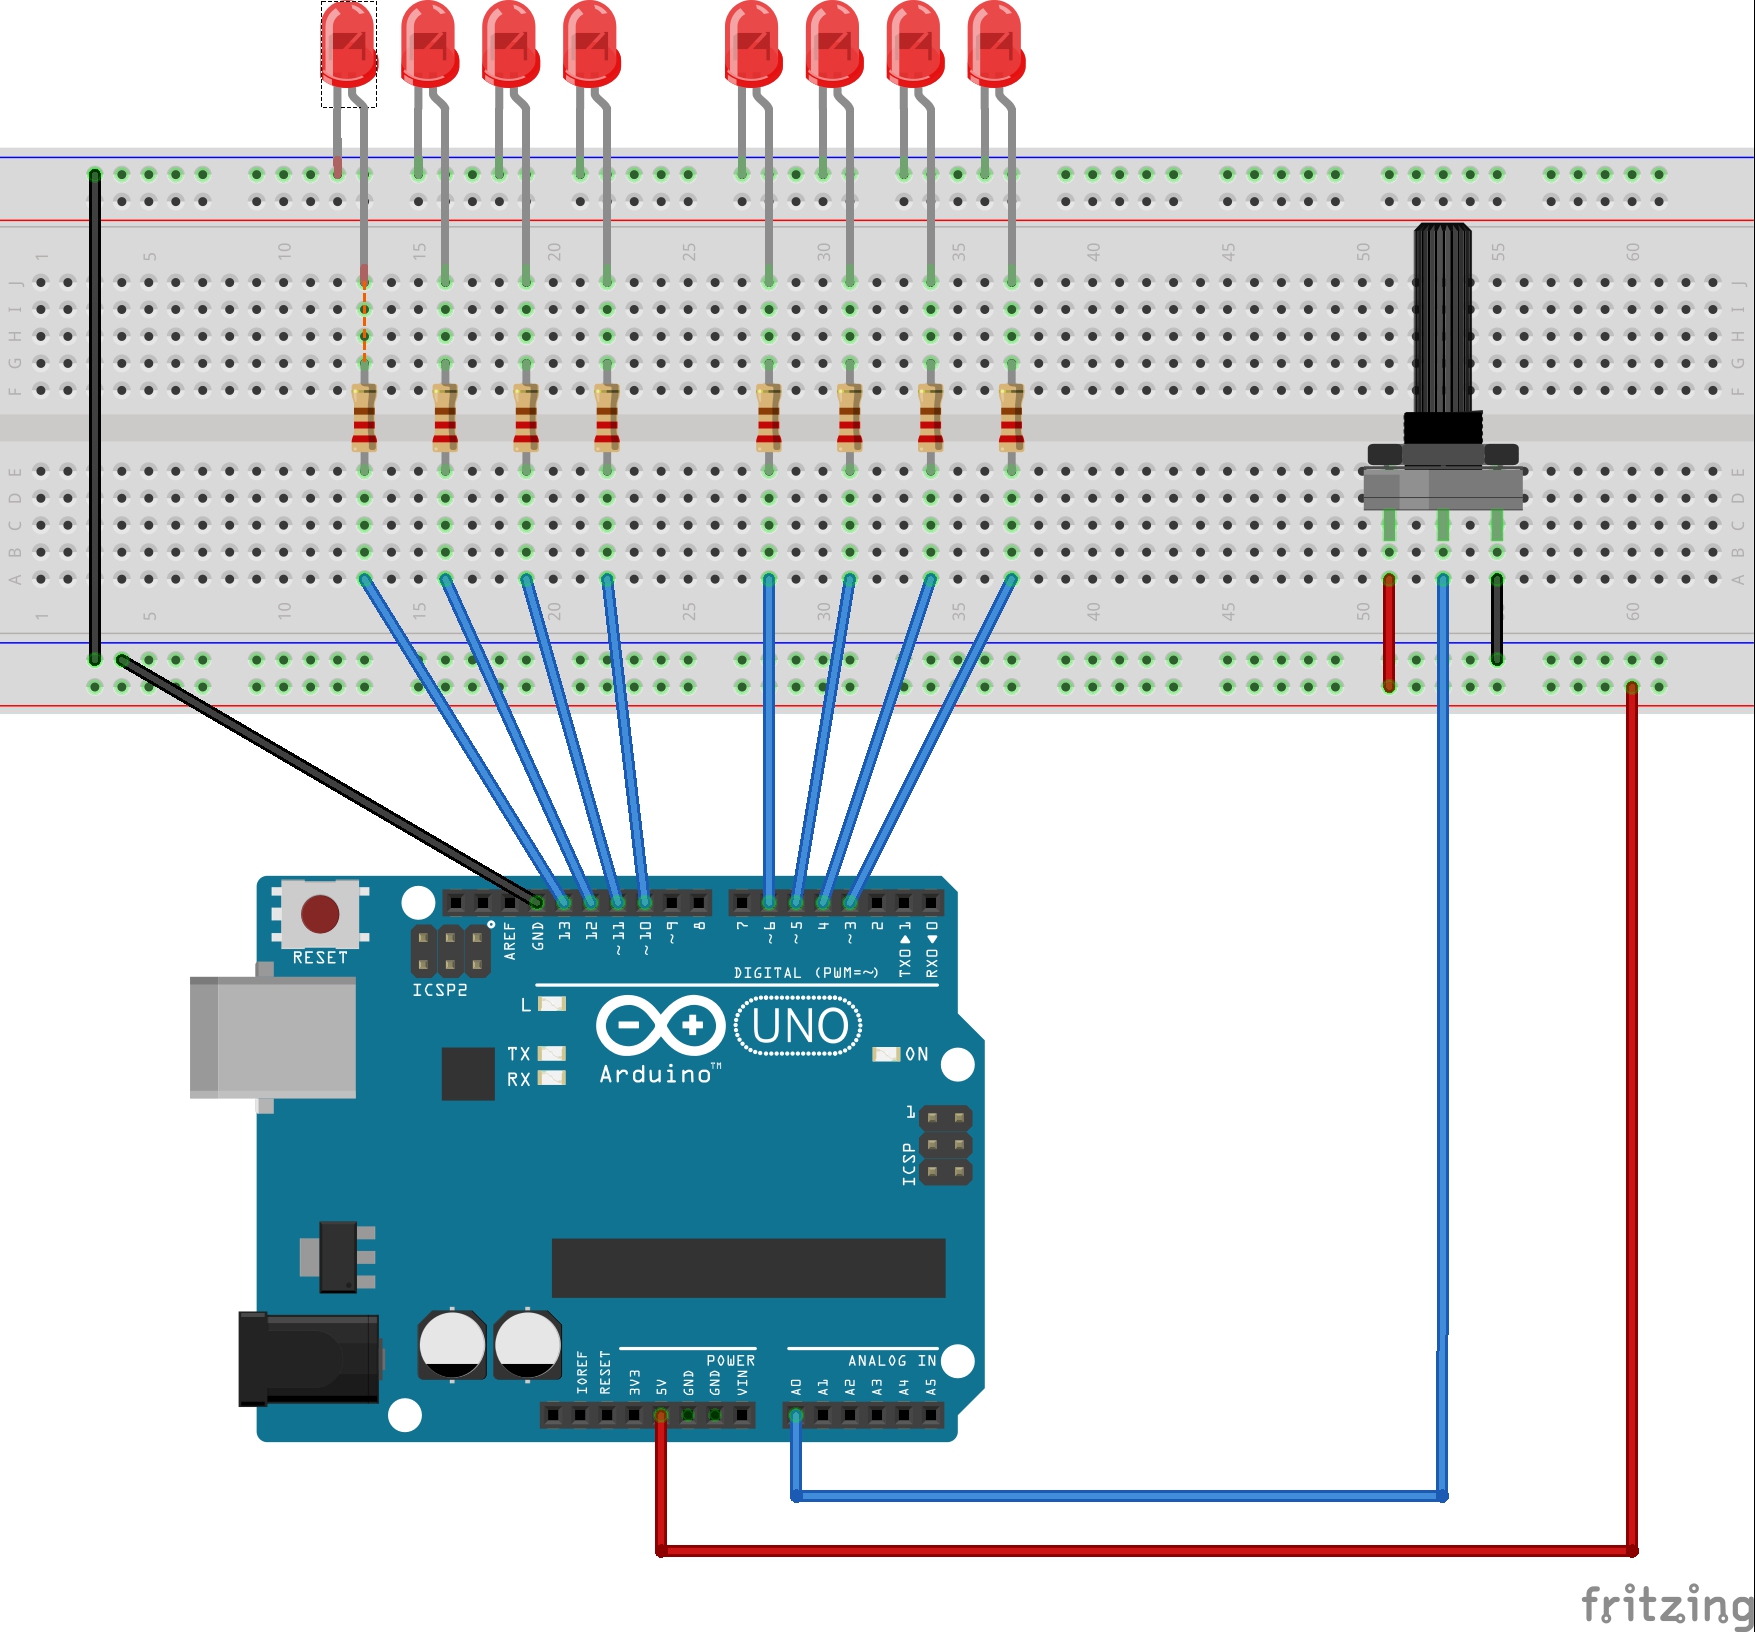 1 5 10 15 20 25 30 35 40 45 50 55 60
J J
I I
H H
G G
F F
E E
D D
C C
B B
A A
1 5 10 15 20 25 30 35 40 45 50 55 60
RESET
ICSP2
AREF
GND
13
12
~11
~10
~9
8
7
~6
~5
4
~3
2
TX0▶1
RX0◀0
DIGITAL (PWM=~)
L
TX
RX
Arduino™
UNO
ON
1
ICSP
IOREF
RESET
3V3
5V
GND
GND
VIN
POWER
ANALOG IN
A0
A1
A2
A3
A4
A5
fritzing